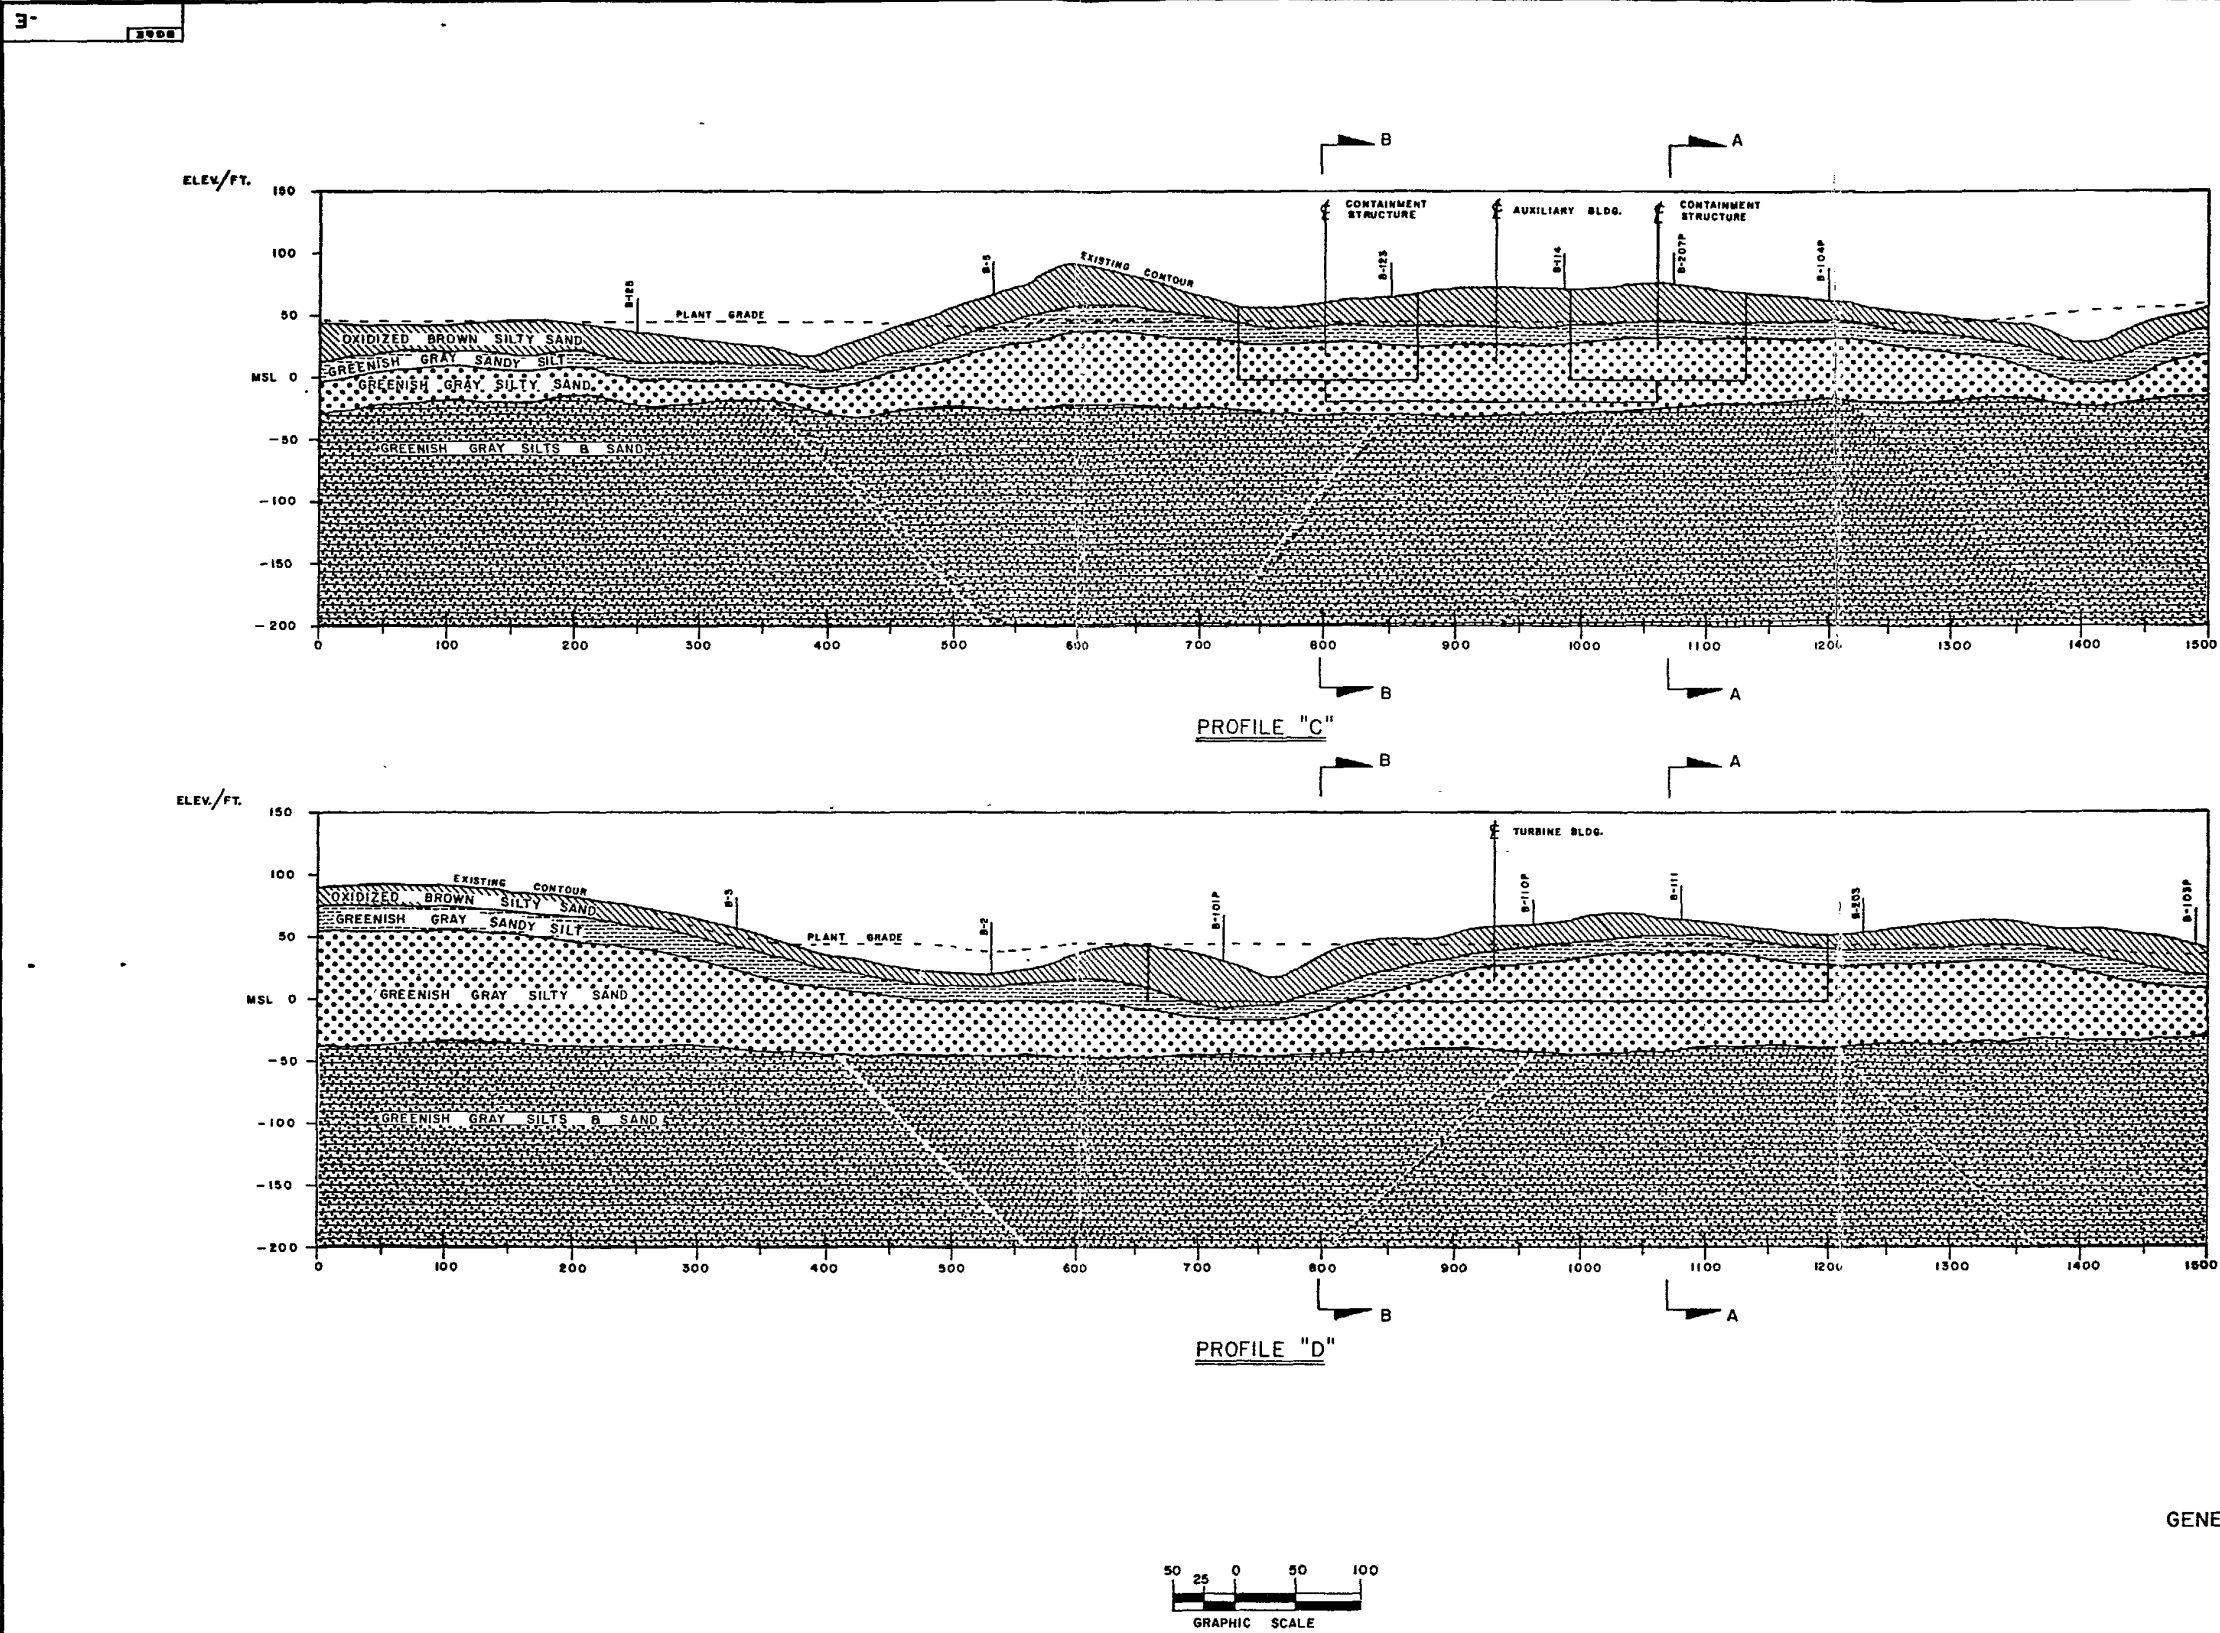 B
A
ELEV./FT.
150
100
50
MSL 0
-50
-100
-150
-200
℄ CONTAINMENT STRUCTURE
℄ AUXILIARY BLDG.
℄ CONTAINMENT STRUCTURE
B-5
B-123
B-114
B-207P
B-104P
EXISTING CONTOUR
PLANT GRADE
OXIDIZED BROWN SILTY SAND
GREENISH GRAY SANDY SILT
GREENISH GRAY SILTY SAND
GREENISH GRAY SILTS & SAND
0 100 200 300 400 500 600 700 800 900 1000 1100 1200 1300 1400 1500
B
A
PROFILE "C"
B
A
ELEV./FT.
150
100
50
MSL 0
-50
-100
-150
-200
℄ TURBINE BLDG.
EXISTING CONTOUR
B-3
B-2
B-101P
B-110P
B-111
B-203
B-103P
OXIDIZED BROWN SILTY SAND
GREENISH GRAY SANDY SILT
PLANT GRADE
GREENISH GRAY SILTY SAND
GREENISH GRAY SILTS & SAND
0 100 200 300 400 500 600 700 800 900 1000 1100 1200 1300 1400 1500
B
A
PROFILE "D"
GENE
50 25 0 50 100
GRAPHIC SCALE